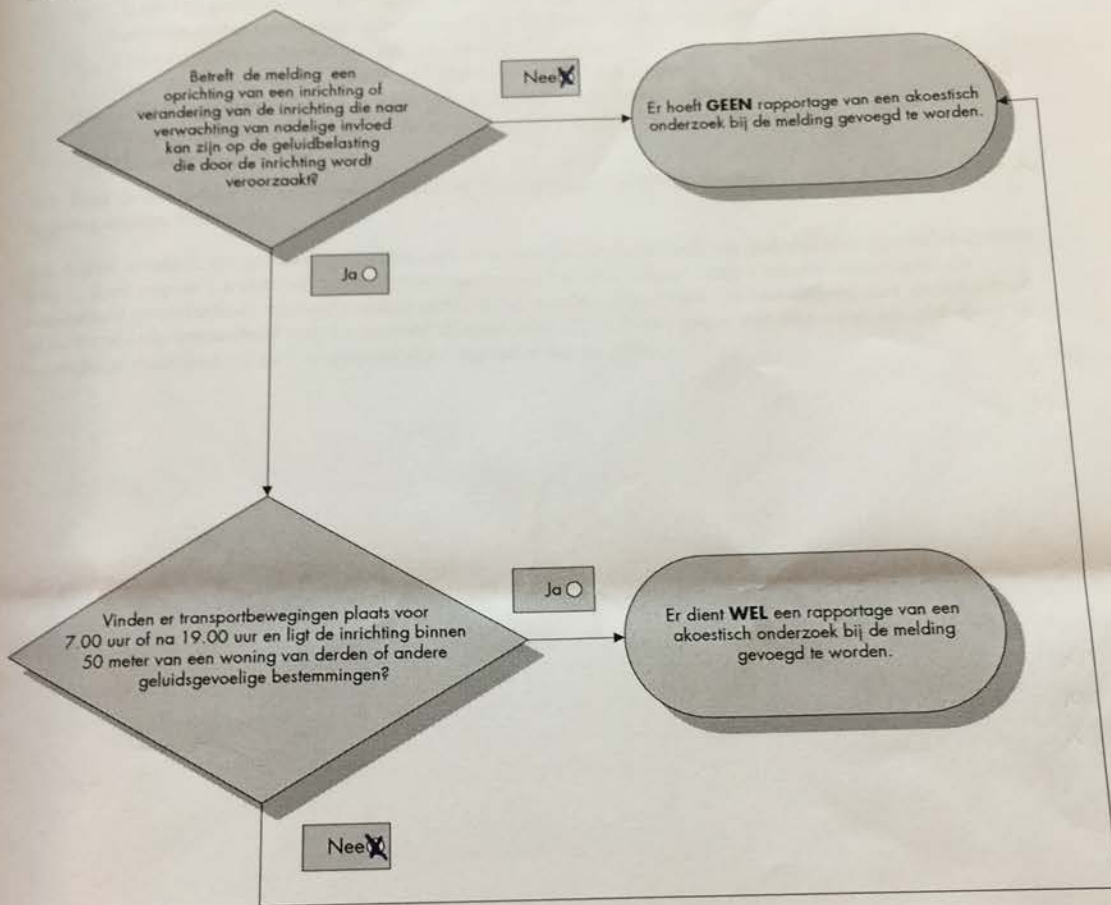 Betreft de melding een
oprichting van een inrichting of
verandering van de inrichting die naar
verwachting van nadelige invloed
kan zijn op de geluidbelasting
die door de inrichting wordt
veroorzaakt?
Nee
Er hoeft GEEN rapportage van een akoestisch
onderzoek bij de melding gevoegd te worden.
Ja
Vinden er transportbewegingen plaats voor
7.00 uur of na 19.00 uur en ligt de inrichting binnen
50 meter van een woning van derden of andere
geluidsgevoelige bestemmingen?
Ja
Er dient WEL een rapportage van een
akoestisch onderzoek bij de melding
gevoegd te worden.
Nee